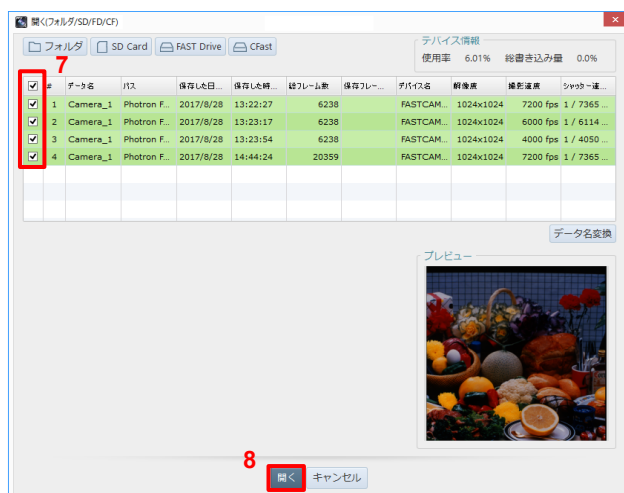 開く(フォルダ/SD/FD/CF)
フォルダ SD Card FAST Drive CFast
デバイス情報
使用率 6.01% 総書き込み量 0.0%
7
# データ名 パス 保存した日... 保存した時... 総フレーム数 保存フレー... デバイス名 解像度 撮影速度 シャッター速...
1 Camera_1 Photron F... 2017/8/28 13:22:27 6238 FASTCAM... 1024x1024 7200 fps 1 / 7365 ...
2 Camera_1 Photron F... 2017/8/28 13:23:17 6238 FASTCAM... 1024x1024 6000 fps 1 / 6114 ...
3 Camera_1 Photron F... 2017/8/28 13:23:54 6238 FASTCAM... 1024x1024 4000 fps 1 / 4050 ...
4 Camera_1 Photron F... 2017/8/28 14:44:24 20359 FASTCAM... 1024x1024 7200 fps 1 / 7365 ...
データ名変換
プレビュー
8
開く キャンセル